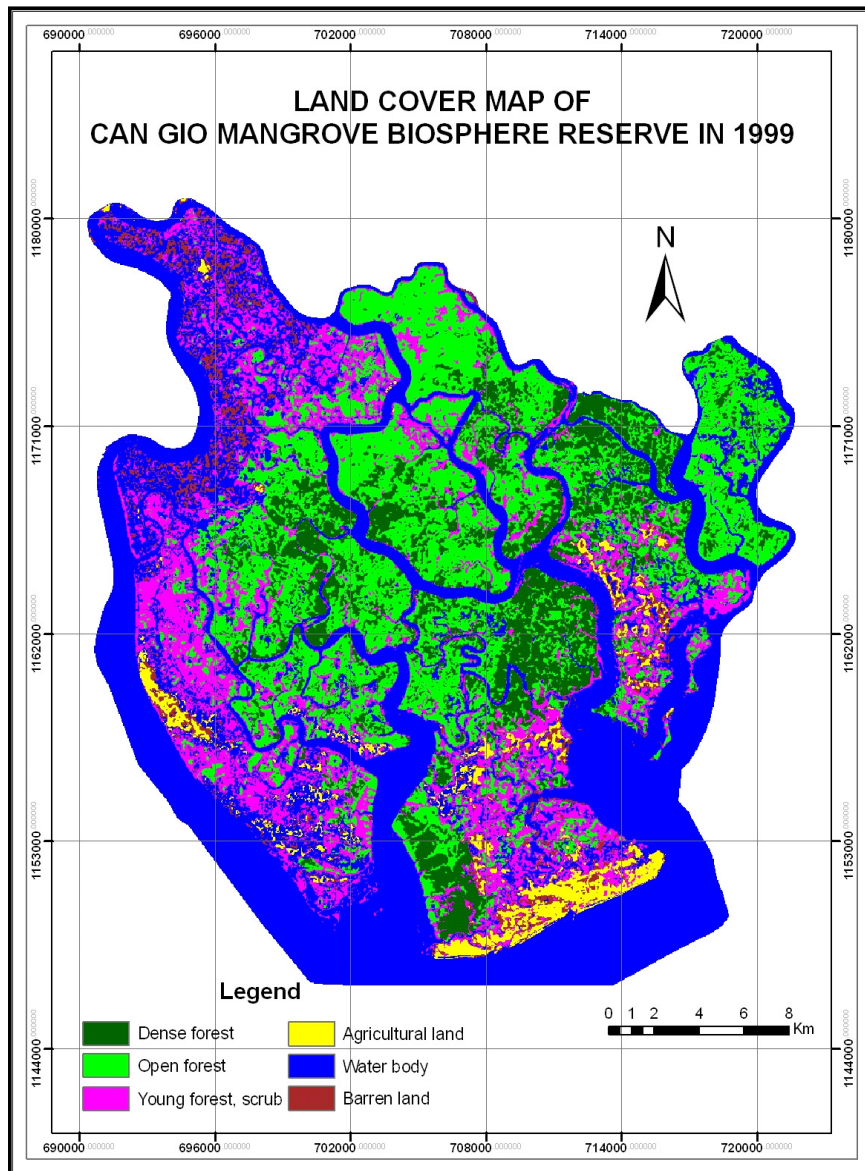 690000.000000 696000.000000 702000.000000 708000.000000 714000.000000 720000.000000
LAND COVER MAP OF
CAN GIO MANGROVE BIOSPHERE RESERVE IN 1999
N
1180000.000000 1180000.000000
1171000.000000 1171000.000000
1162000.000000 1162000.000000
1153000.000000 1153000.000000
1144000.000000 1144000.000000
Legend
Dense forest
Open forest
Young forest, scrub
Agricultural land
Water body
Barren land
0 1 2 4 6 8
Km
690000.000000 696000.000000 702000.000000 708000.000000 714000.000000 720000.000000